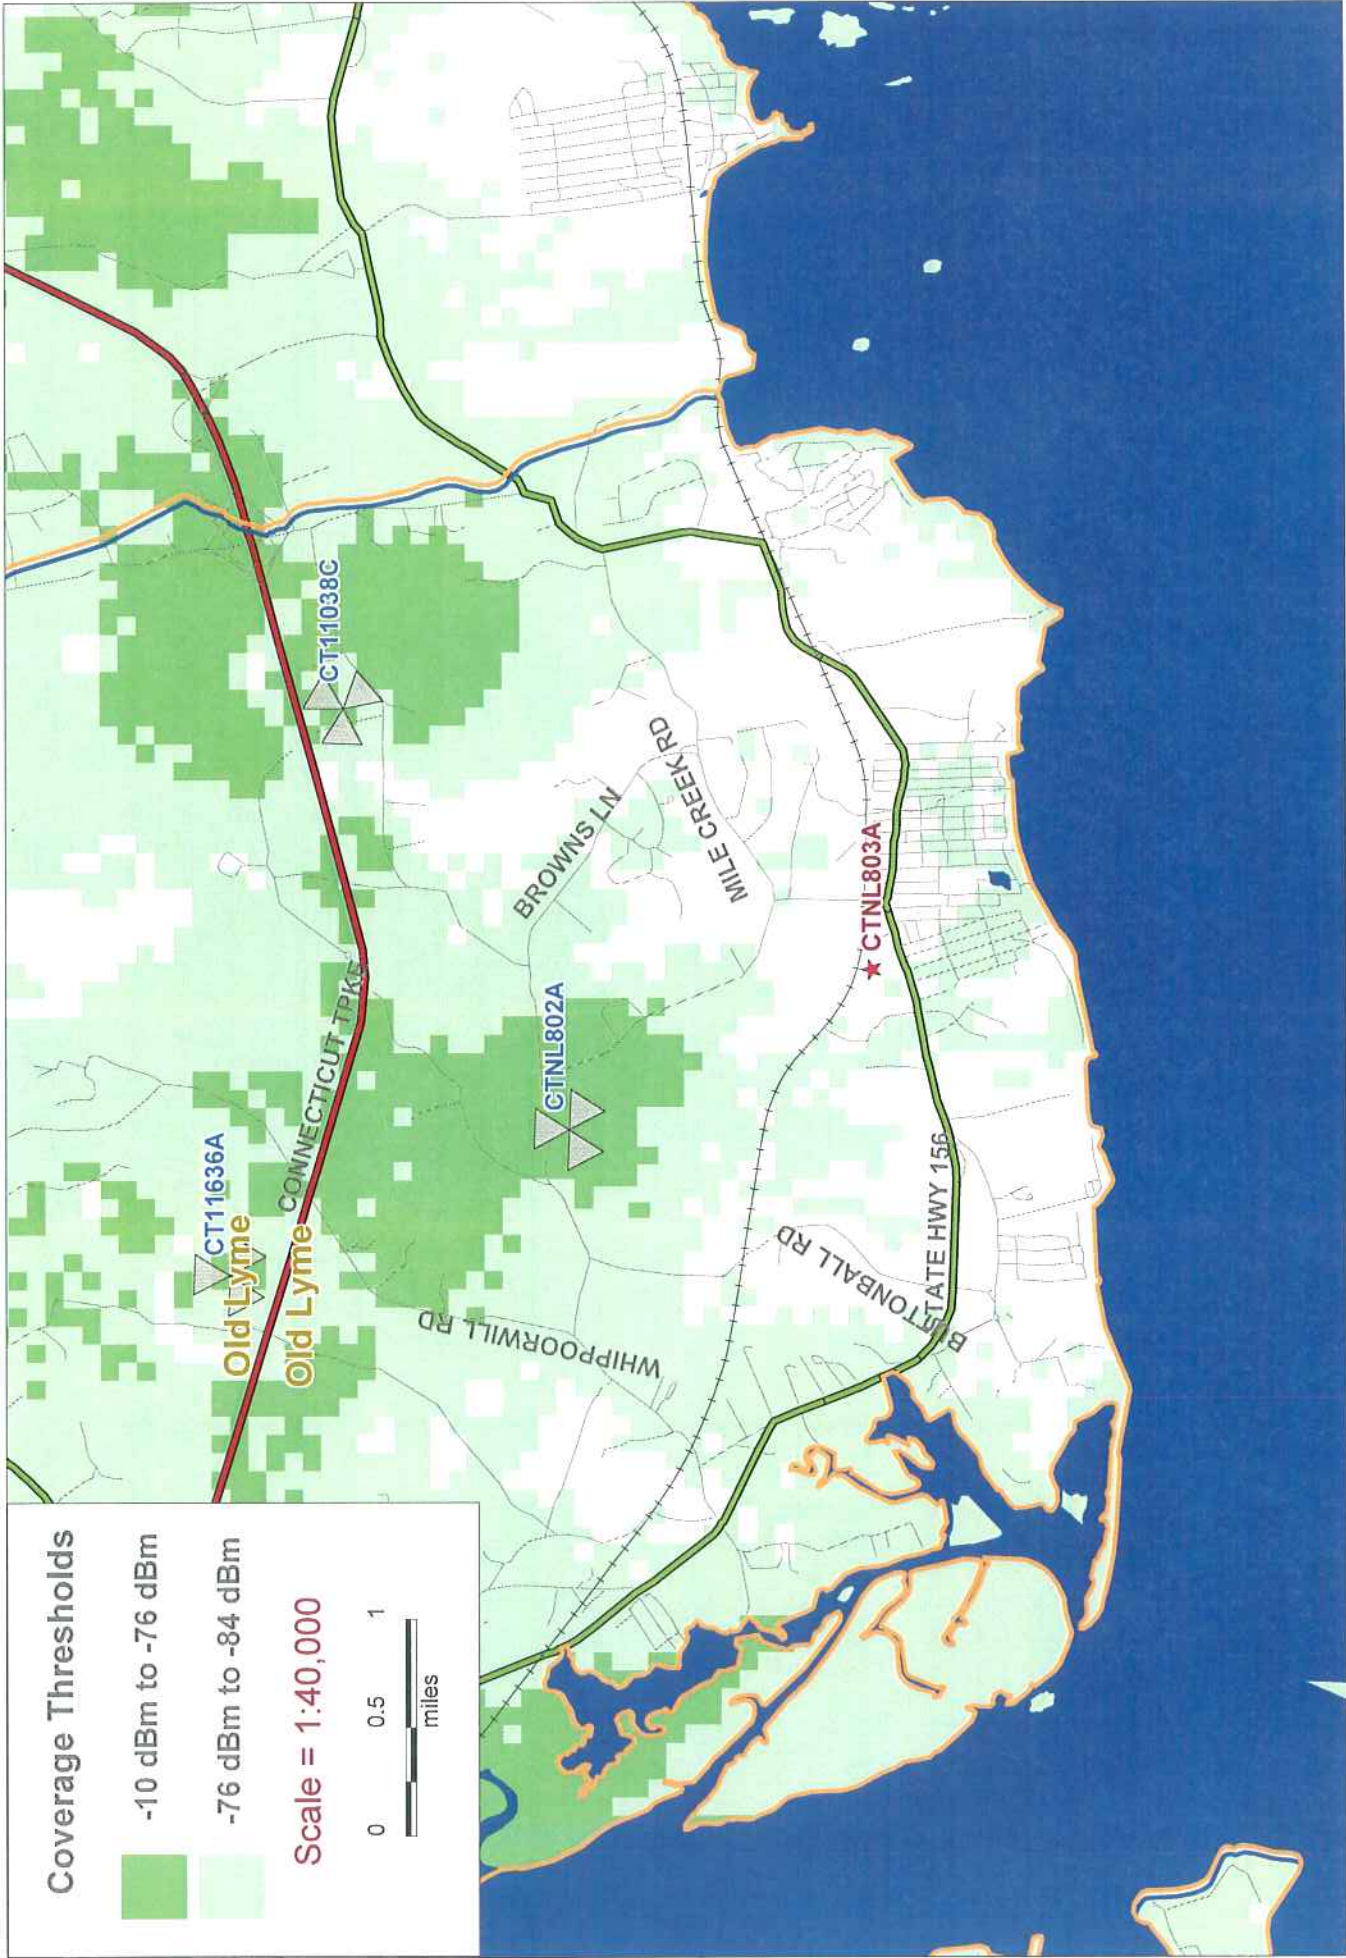 Coverage Thresholds
-10 dBm to -76 dBm
-76 dBm to -84 dBm
Scale = 1:40,000
0 0.5 1
miles
CT11636A
Old Lyme
Old Lyme
CONNECTICUT TPKE
CT11038C
CTNL802A
WHIPPOORWILL RD
BROWNS LN
MILE CREEK RD
BUTTONBALL RD
STATE HWY 156
CTNL803A